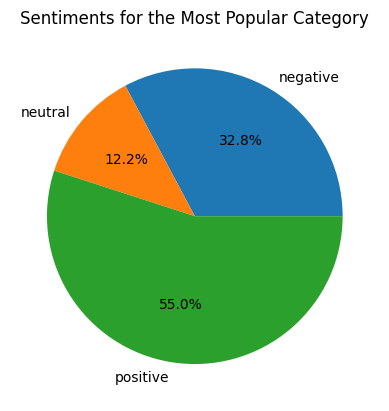 Sentiments for the Most Popular Category
negative
32.8%
neutral
12.2%
55.0%
positive